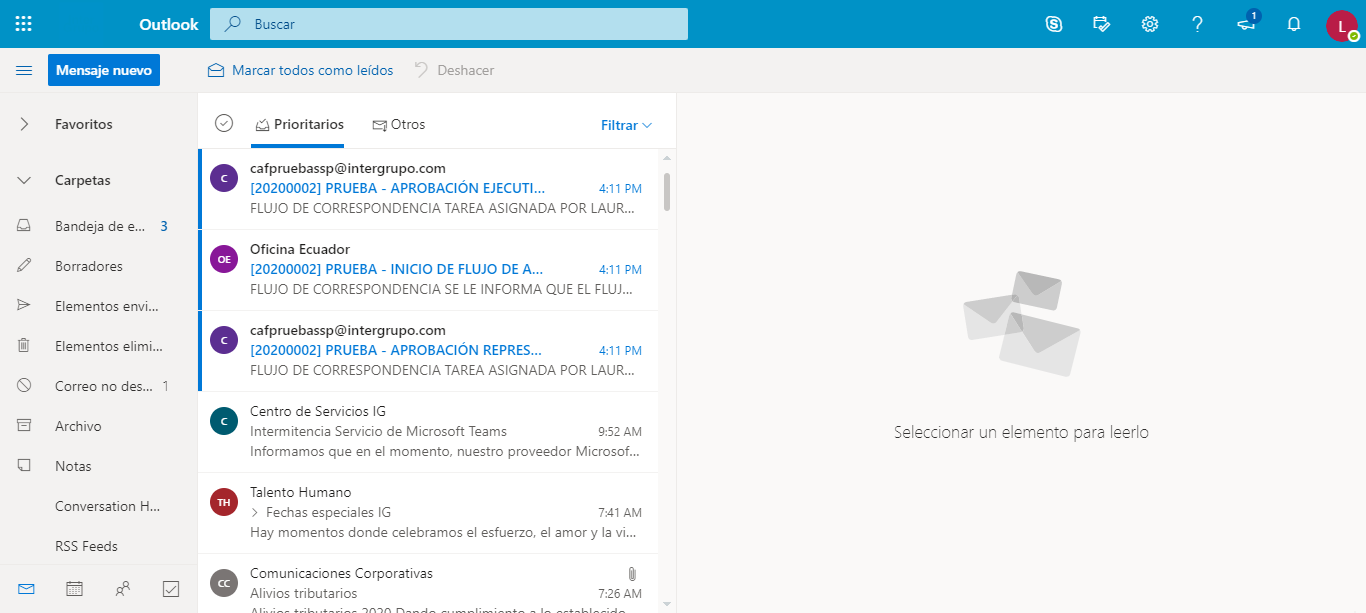 Outlook
Buscar
1
L
Mensaje nuevo
Marcar todos como leídos
Deshacer
Favoritos
Carpetas
Bandeja de e... 3
Borradores
Elementos envi...
Elementos elimi...
Correo no des... 1
Archivo
Notas
Conversation H...
RSS Feeds
Prioritarios
Otros
Filtrar
C
cafpruebassp@intergrupo.com
[20200002] PRUEBA - APROBACIÓN EJECUTI... 4:11 PM
FLUJO DE CORRESPONDENCIA TAREA ASIGNADA POR LAUR...
OE
Oficina Ecuador
[20200002] PRUEBA - INICIO DE FLUJO DE A... 4:11 PM
FLUJO DE CORRESPONDENCIA SE LE INFORMA QUE EL FLUJ...
C
cafpruebassp@intergrupo.com
[20200002] PRUEBA - APROBACIÓN REPRES... 4:11 PM
FLUJO DE CORRESPONDENCIA TAREA ASIGNADA POR LAUR...
C
Centro de Servicios IG
Intermitencia Servicio de Microsoft Teams 9:52 AM
Informamos que en el momento, nuestro proveedor Microsof...
TH
Talento Humano
Fechas especiales IG 7:41 AM
Hay momentos donde celebramos el esfuerzo, el amor y la vi...
CC
Comunicaciones Corporativas
Alivios tributarios 7:26 AM
Alivios tributarios 2020 Dando cumplimiento a lo establecido
Seleccionar un elemento para leerlo